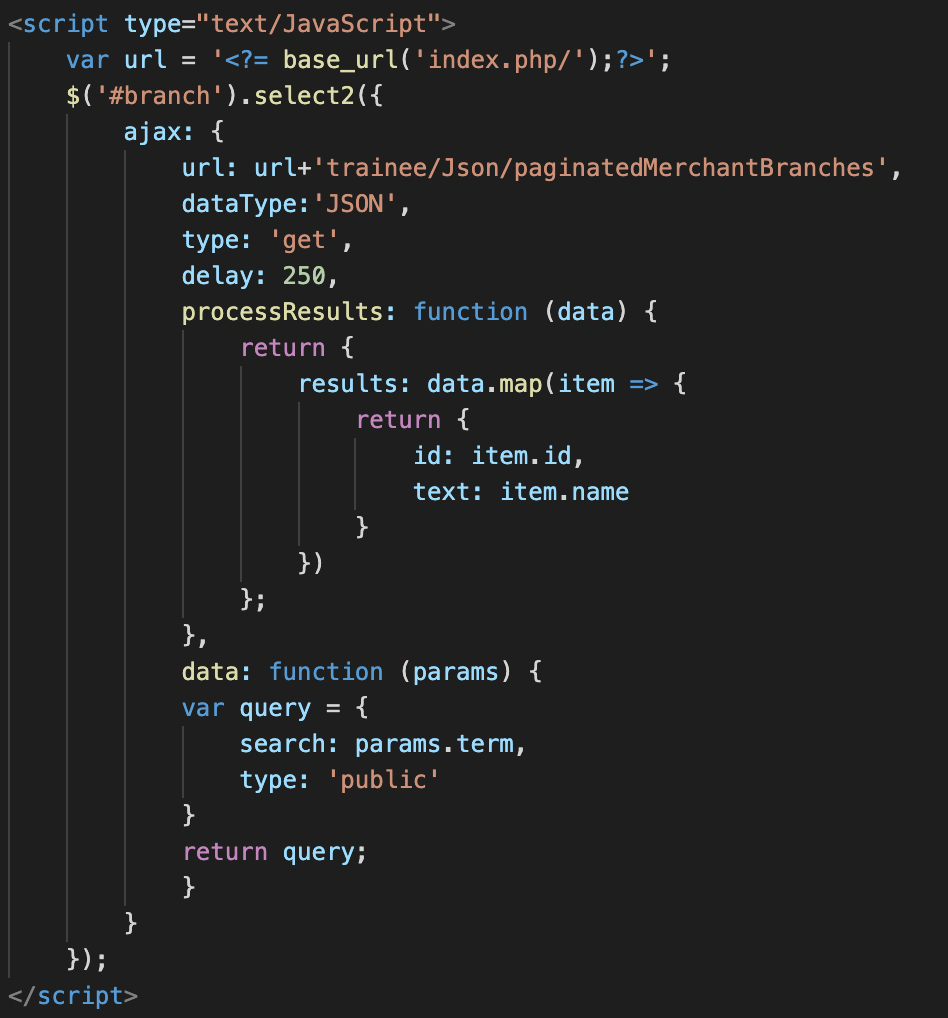 <script type="text/JavaScript">
    var url = '<?= base_url('index.php/');?>';
    $('#branch').select2({
        ajax: {
            url: url+'trainee/Json/paginatedMerchantBranches',
            dataType:'JSON',
            type: 'get',
            delay: 250,
            processResults: function (data) {
                return {
                    results: data.map(item => {
                        return {
                            id: item.id,
                            text: item.name
                        }
                    })
                };
            },
            data: function (params) {
            var query = {
                search: params.term,
                type: 'public'
            }
            return query;
            }
        }
    });
</script>